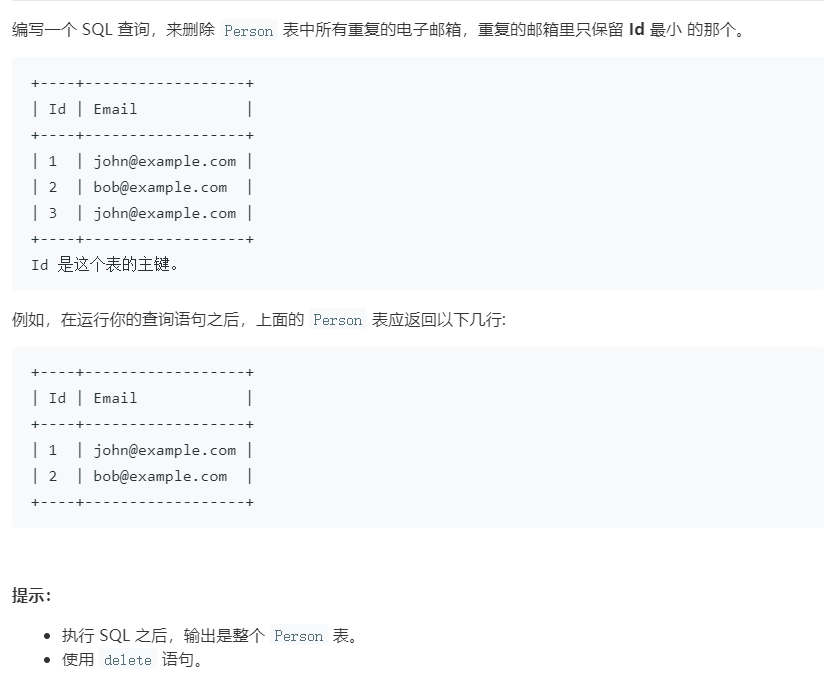 编写一个 SQL 查询，来删除 Person 表中所有重复的电子邮箱，重复的邮箱里只保留 Id 最小 的那个。
+----+------------------+
| Id | Email            |
+----+------------------+
| 1  | john@example.com |
| 2  | bob@example.com  |
| 3  | john@example.com |
+----+------------------+
Id 是这个表的主键。
例如，在运行你的查询语句之后，上面的 Person 表应返回以下几行:
+----+------------------+
| Id | Email            |
+----+------------------+
| 1  | john@example.com |
| 2  | bob@example.com  |
+----+------------------+
提示：
• 执行 SQL 之后，输出是整个 Person 表。
• 使用 delete 语句。